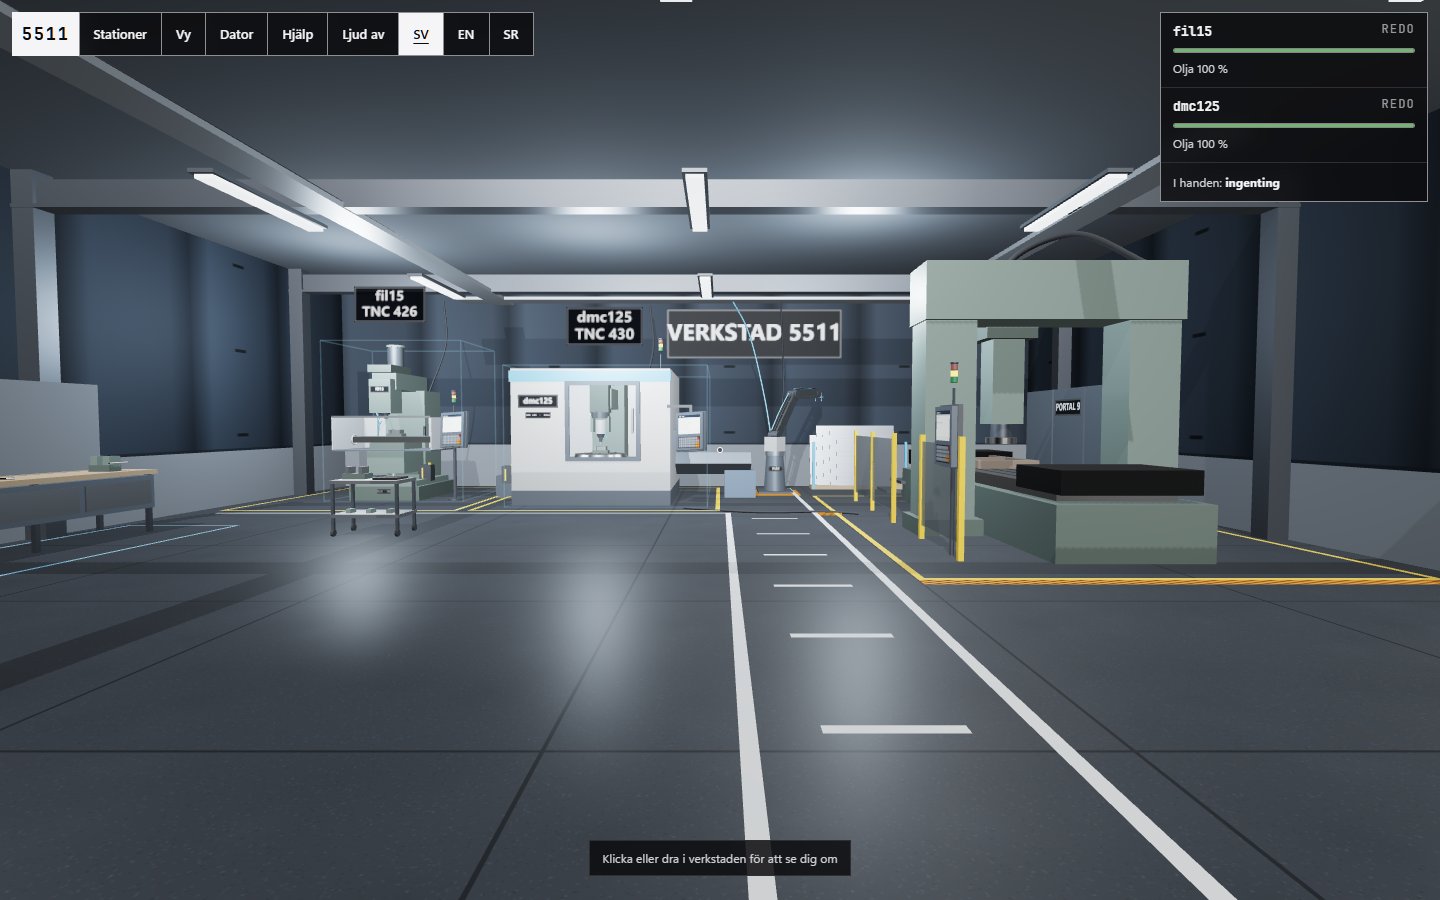 5511 Stationer Vy Dator Hjälp Ljud av SV EN SR
fil15 REDO
Olja 100 %
dmc125 REDO
Olja 100 %
I handen: ingenting
fil15
TNC 426
dmc125
TNC 430
VERKSTAD 5511
dmc125
PORTAL 9
Klicka eller dra i verkstaden för att se dig om